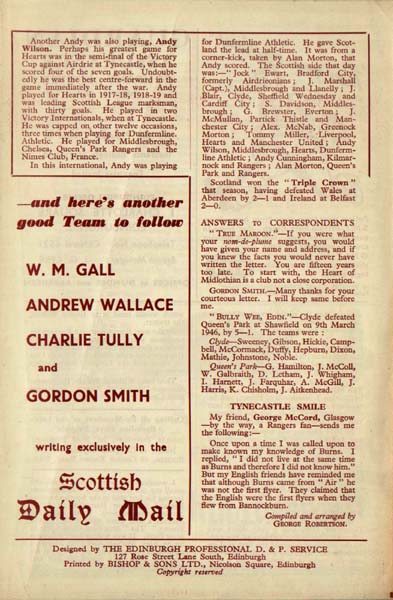 Another Andy was also playing, Andy
Wilson. Perhaps his greatest game for
Hearts was in the semi-final of the Victory
Cup against Airdrie at Tynecastle, when he
scored four of the seven goals. Undoubt-
edly he was the best centre-forward in the
game immediately after the war. Andy
played for Hearts in 1917-18, 1918-19 and
was leading Scottish League marksman,
with thirty goals. He played in two
Victory Internationals, when at Tynecastle.
He was capped, on other twelve occasions,
three times when playing for Dunfermline.
Athletic. He played for Middlesbrough,
Chelsea, Queen's Park Rangers and the
Nimes Club, France.
In this international, Andy was playing
for Dunfermline Athletic. He gave Scot-
land the lead at half-time. It was from a
corner-kick, taken by Alan Morton, that
Andy scored. The Scottish side that day
was:—"Jock" Ewart, Bradford City,
formerly Airdrieonians; J. Marshall
(Capt.), Middlesbrough and Llanelly; J.
Blair, Clyde, Sheffield Wednesday and
Cardiff City; S. Davidson, Middles-
brough; G. Brewster, Everton; J.
McMullan, Partick Thistle and Man-
chester City; Alex. McNab, Greenock
Morton; Tommy Miller, Liverpool,
Hearts and Manchester United; Andy
Wilson, Middlesbrough, Hearts, Dunferm-
line Athletic; Andy Cunningham, Kilmar-
nock and Rangers; Alan Morton, Queen's
Park and Rangers.
Scotland won the "Triple Crown"
that season, having defeated Wales at
Aberdeen by 2—1 and Ireland at Belfast
2—0.
ANSWERS TO CORRESPONDENTS
"TRUE MAROON."—If you were what
your nom-de-plume suggests, you would
have given your name and address, and if
you knew the facts you would never have
written the letter. You are fifteen years
too late. To start with, the Heart of
Midlothian is a club not a close corporation.
GORDON SMITH.—Many thanks for your
courteous letter. I will keep same before
me.
"BULLY WEE, EDIN."—Clyde defeated
Queen's Park at Shawfield on 9th March
1946, by 5—1. The teams were:
Clyde—Sweeney, Gibson, Hickie, Camp-
bell, McCormack, Duffy, Hepburn, Dixon,
Mathie, Johnstone, Noble.
Queen's Park—G. Hamilton, J. McColl,
W. Galbraith, D. Letham, J. Whigham,
I. Harnett, J. Farquhar, A. McGill, J.
Harris, K. Chisholm, J. Aitkenhead.
TYNECASTLE SMILE
My friend, George McCord, Glasgow
—by the way, a Rangers fan—sends me
the following:—
Once upon a time I was called upon to
make known my knowledge of Burns. I
replied, "I did not live at the same time
as Burns and therefore I did not know him."
But my English friends have reminded me
that although Burns came from "Air" he
was not the first flyer. They claimed that
the English were the first flyers when they
flew from Bannockburn.
Compiled and arranged by
GEORGE ROBERTSON.
—and here's another
good Team to follow
W. M. GALL
ANDREW WALLACE
CHARLIE TULLY
and
GORDON SMITH
writing exclusively in the
Scottish
Daily Mail
Designed by THE EDINBURGH PROFESSIONAL D. & P. SERVICE
127 Rose Street Lane South, Edinburgh
Printed by BISHOP & SONS LTD., Nicolson Square, Edinburgh
Copyright reserved